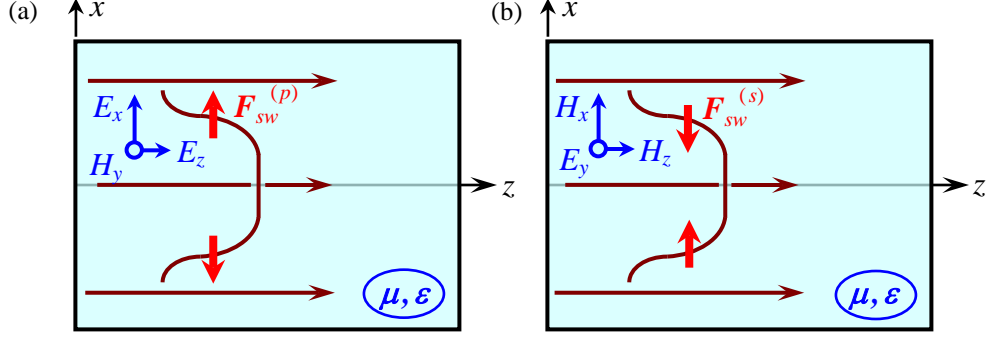 (a)
x
E_x
F_sw^(p)
E_z
H_y
z
μ, ε
(b)
x
H_x
F_sw^(s)
H_z
E_y
z
μ, ε